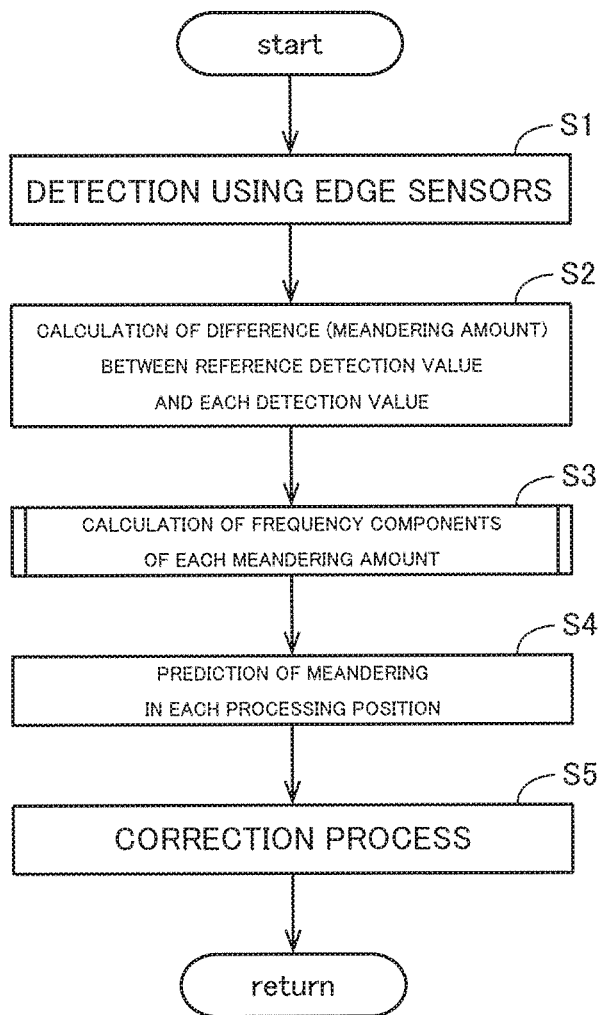 start
S1
DETECTION USING EDGE SENSORS
S2
CALCULATION OF DIFFERENCE (MEANDERING AMOUNT)
BETWEEN REFERENCE DETECTION VALUE
AND EACH DETECTION VALUE
S3
CALCULATION OF FREQUENCY COMPONENTS
OF EACH MEANDERING AMOUNT
S4
PREDICTION OF MEANDERING
IN EACH PROCESSING POSITION
S5
CORRECTION PROCESS
return